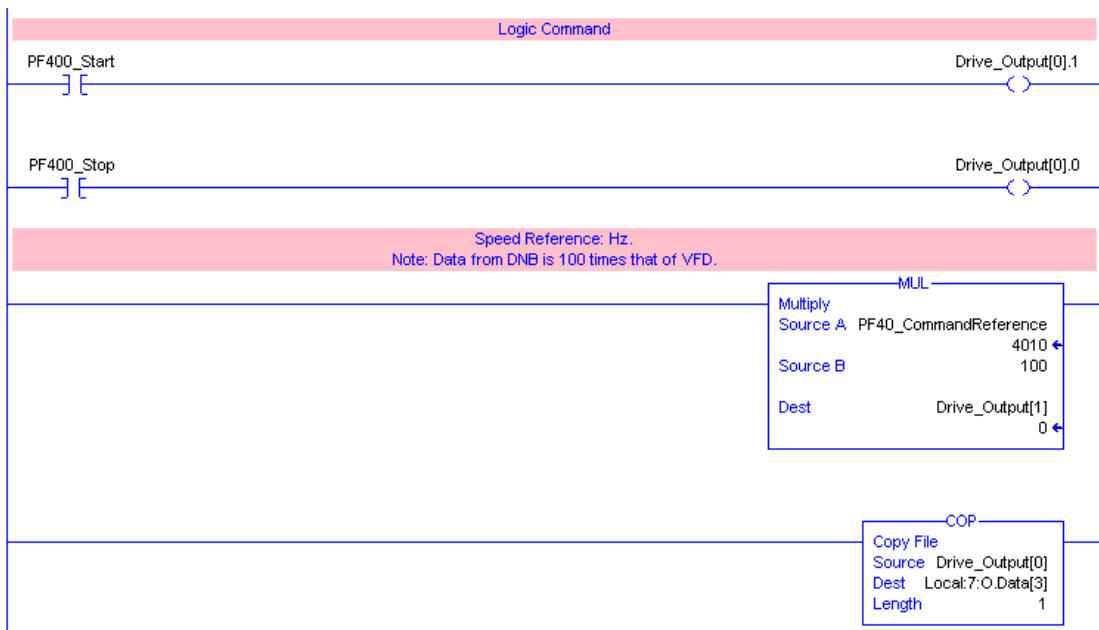 Logic Command
PF400_Start
Drive_Output[0].1
PF400_Stop
Drive_Output[0].0
Speed Reference: Hz.
Note: Data from DNB is 100 times that of VFD.
MUL
Multiply
Source A PF40_CommandReference
4010
Source B 100
Dest Drive_Output[1]
0
COP
Copy File
Source Drive_Output[0]
Dest Local:7:O.Data[3]
Length 1